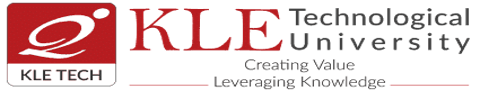 KLE TECH
KLE Technological
University
Creating Value
Leveraging Knowledge